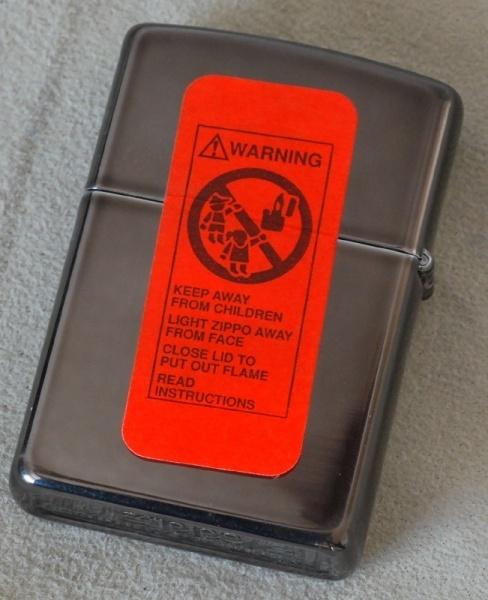 WARNING
KEEP AWAY
FROM CHILDREN
LIGHT ZIPPO AWAY
FROM FACE
CLOSE LID TO
PUT OUT FLAME
READ
INSTRUCTIONS